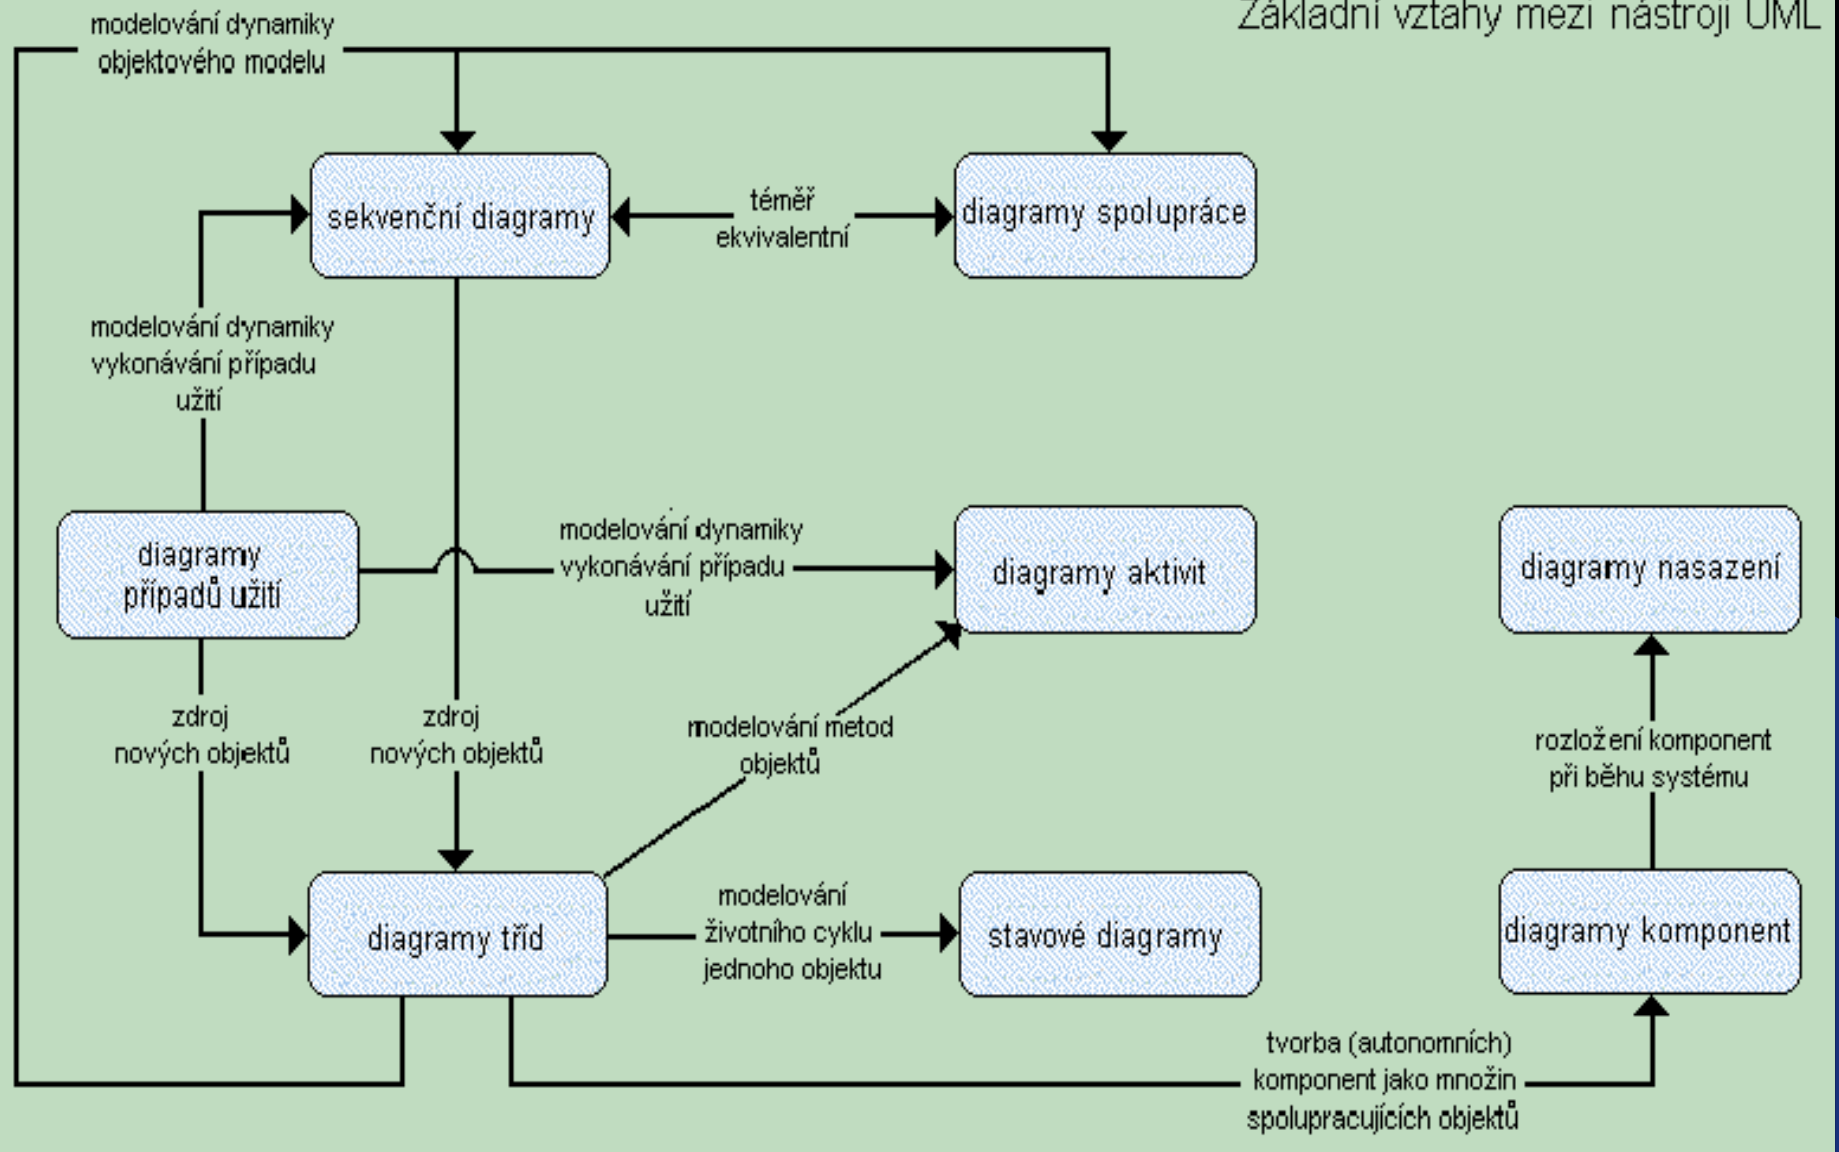 Základní vztahy mezi nástroji UML
modelování dynamiky
objektového modelu
sekvenční diagramy
téměř
ekvivalentní
diagramy spolupráce
modelování dynamiky
vykonávání případu
užití
diagramy
případů užití
modelování dynamiky
vykonávání případu
užití
diagramy aktivit
diagramy nasazení
zdroj
nových objektů
zdroj
nových objektů
modelování metod
objektů
rozložení komponent
při běhu systému
diagramy tříd
modelování
životního cyklu
jednoho objektu
stavové diagramy
diagramy komponent
tvorba (autonomních)
komponent jako množin
spolupracujících objektů